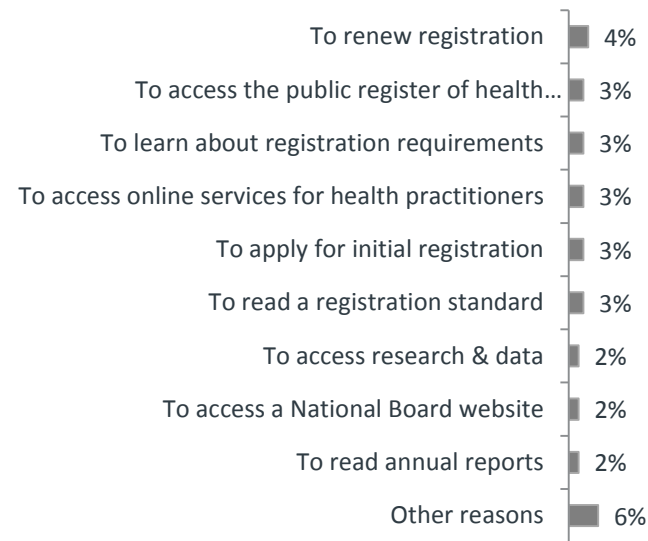 To renew registration 4%
To access the public register of health… 3%
To learn about registration requirements 3%
To access online services for health practitioners 3%
To apply for initial registration 3%
To read a registration standard 3%
To access research & data 2%
To access a National Board website 2%
To read annual reports 2%
Other reasons 6%